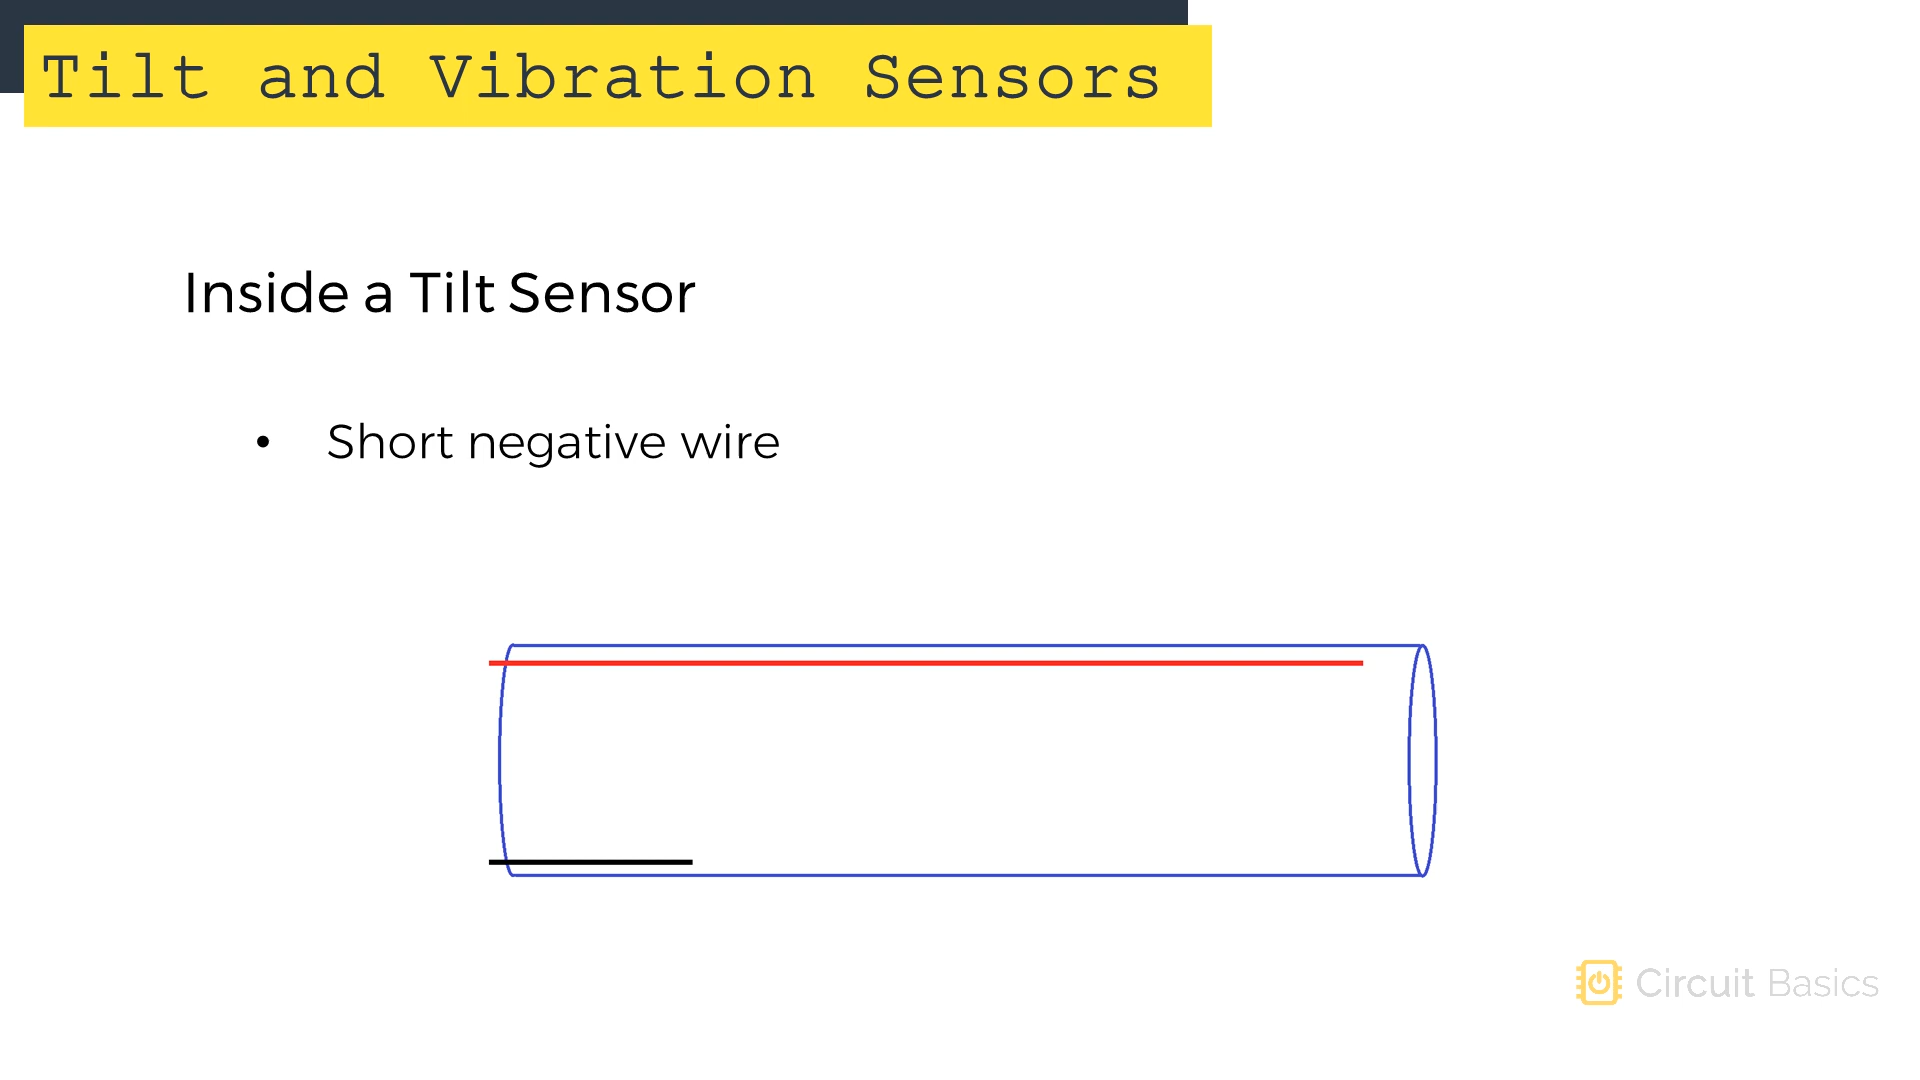 Tilt and Vibration Sensors
Inside a Tilt Sensor
• Short negative wire
Circuit Basics